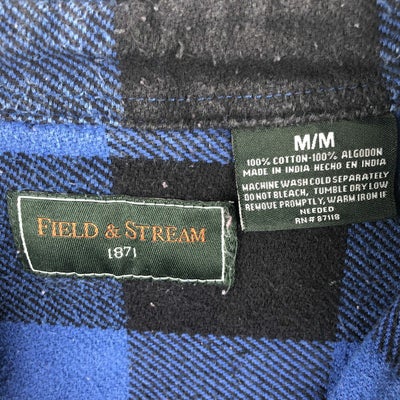 M/M
100% COTTON-100% ALGODON
MADE IN INDIA HECHO EN INDIA
MACHINE WASH COLD SEPARATELY
DO NOT BLEACH, TUMBLE DRY LOW
REMOVE PROMPTLY, WARM IRON IF
NEEDED
RN# 87118
FIELD & STREAM
1871